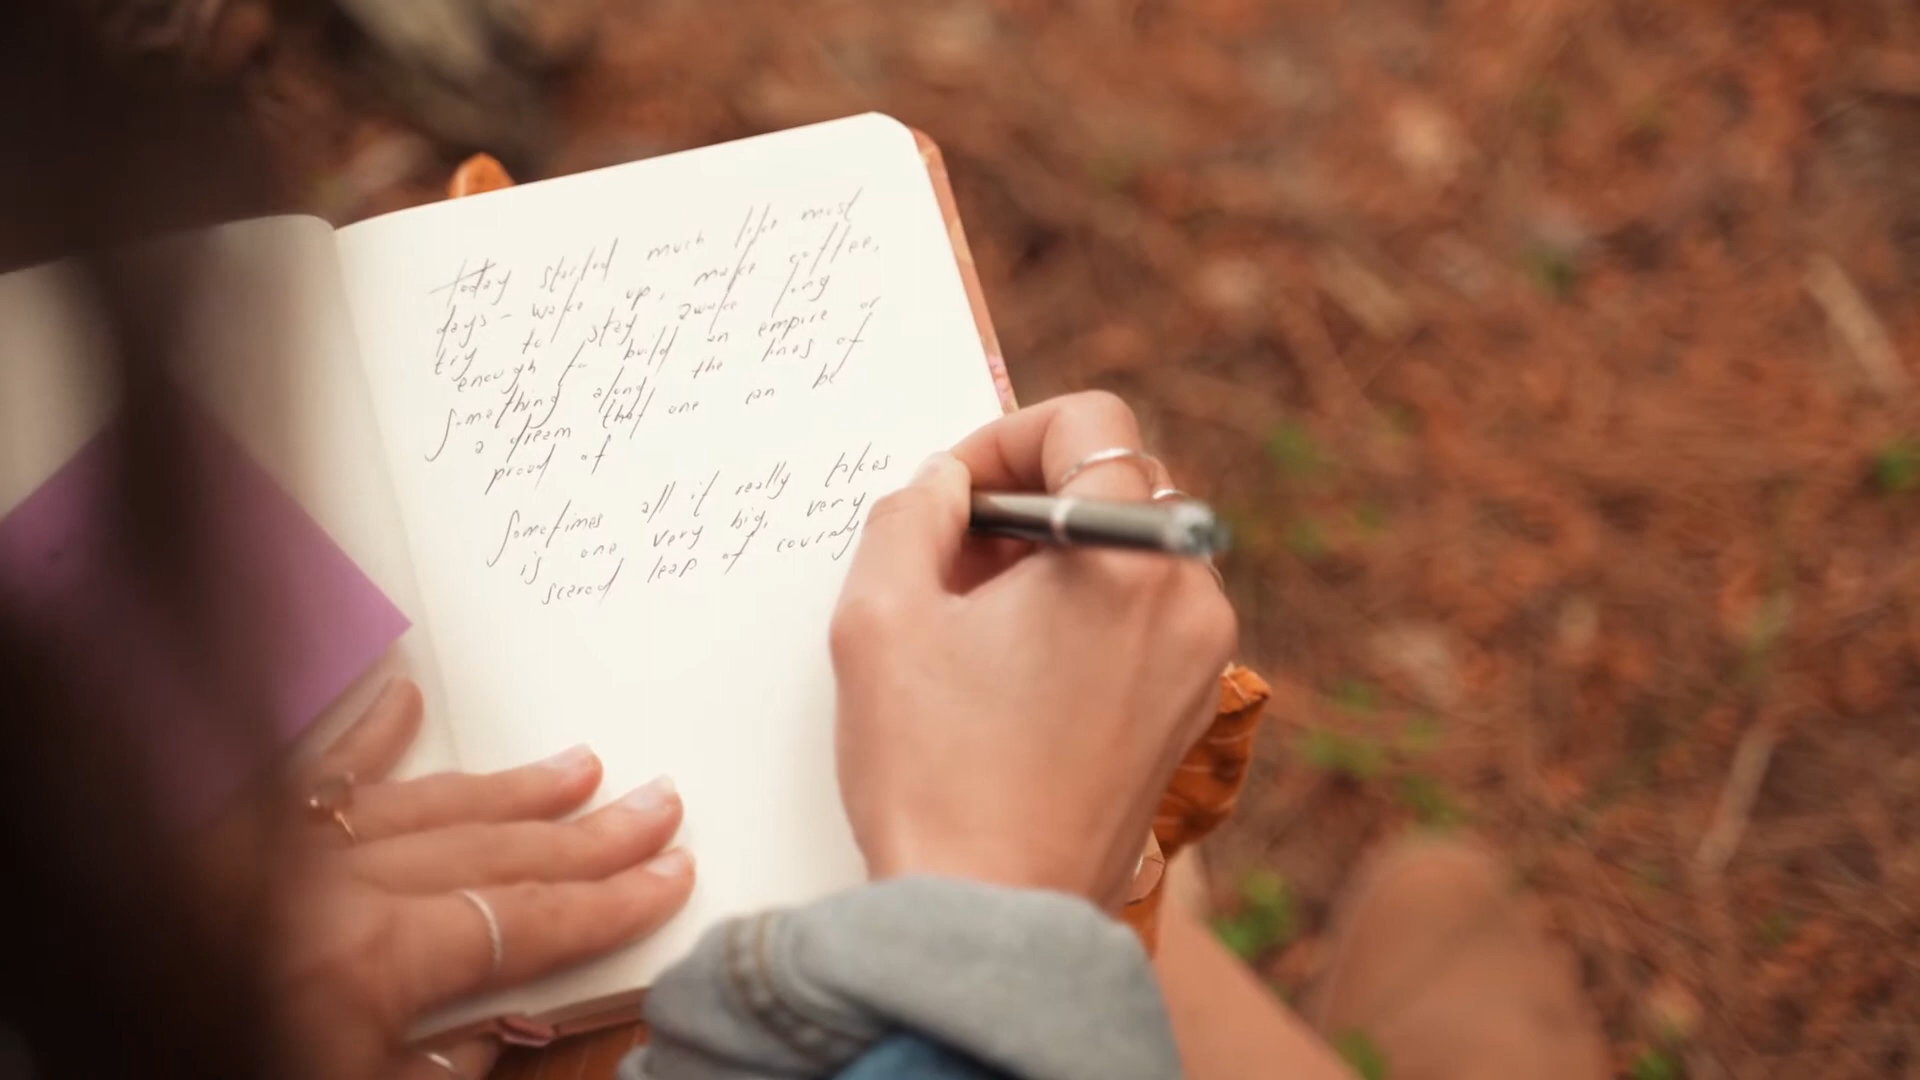 today started much like most
days - wake up, make coffee,
try to stay awake long
enough to build an empire or
something along the lines of
a dream that one can be
proud of
Sometimes all it really takes
is one very big, very
scared leap of courage